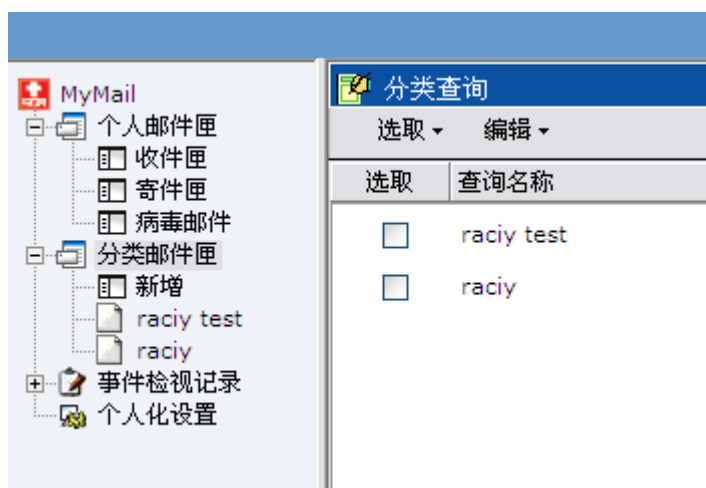 MyMail
个人邮件匣
收件匣
寄件匣
病毒邮件
分类邮件匣
新增
raciy test
raciy
事件检视记录
个人化设置
分类查询
选取 编辑
选取 查询名称
raciy test
raciy